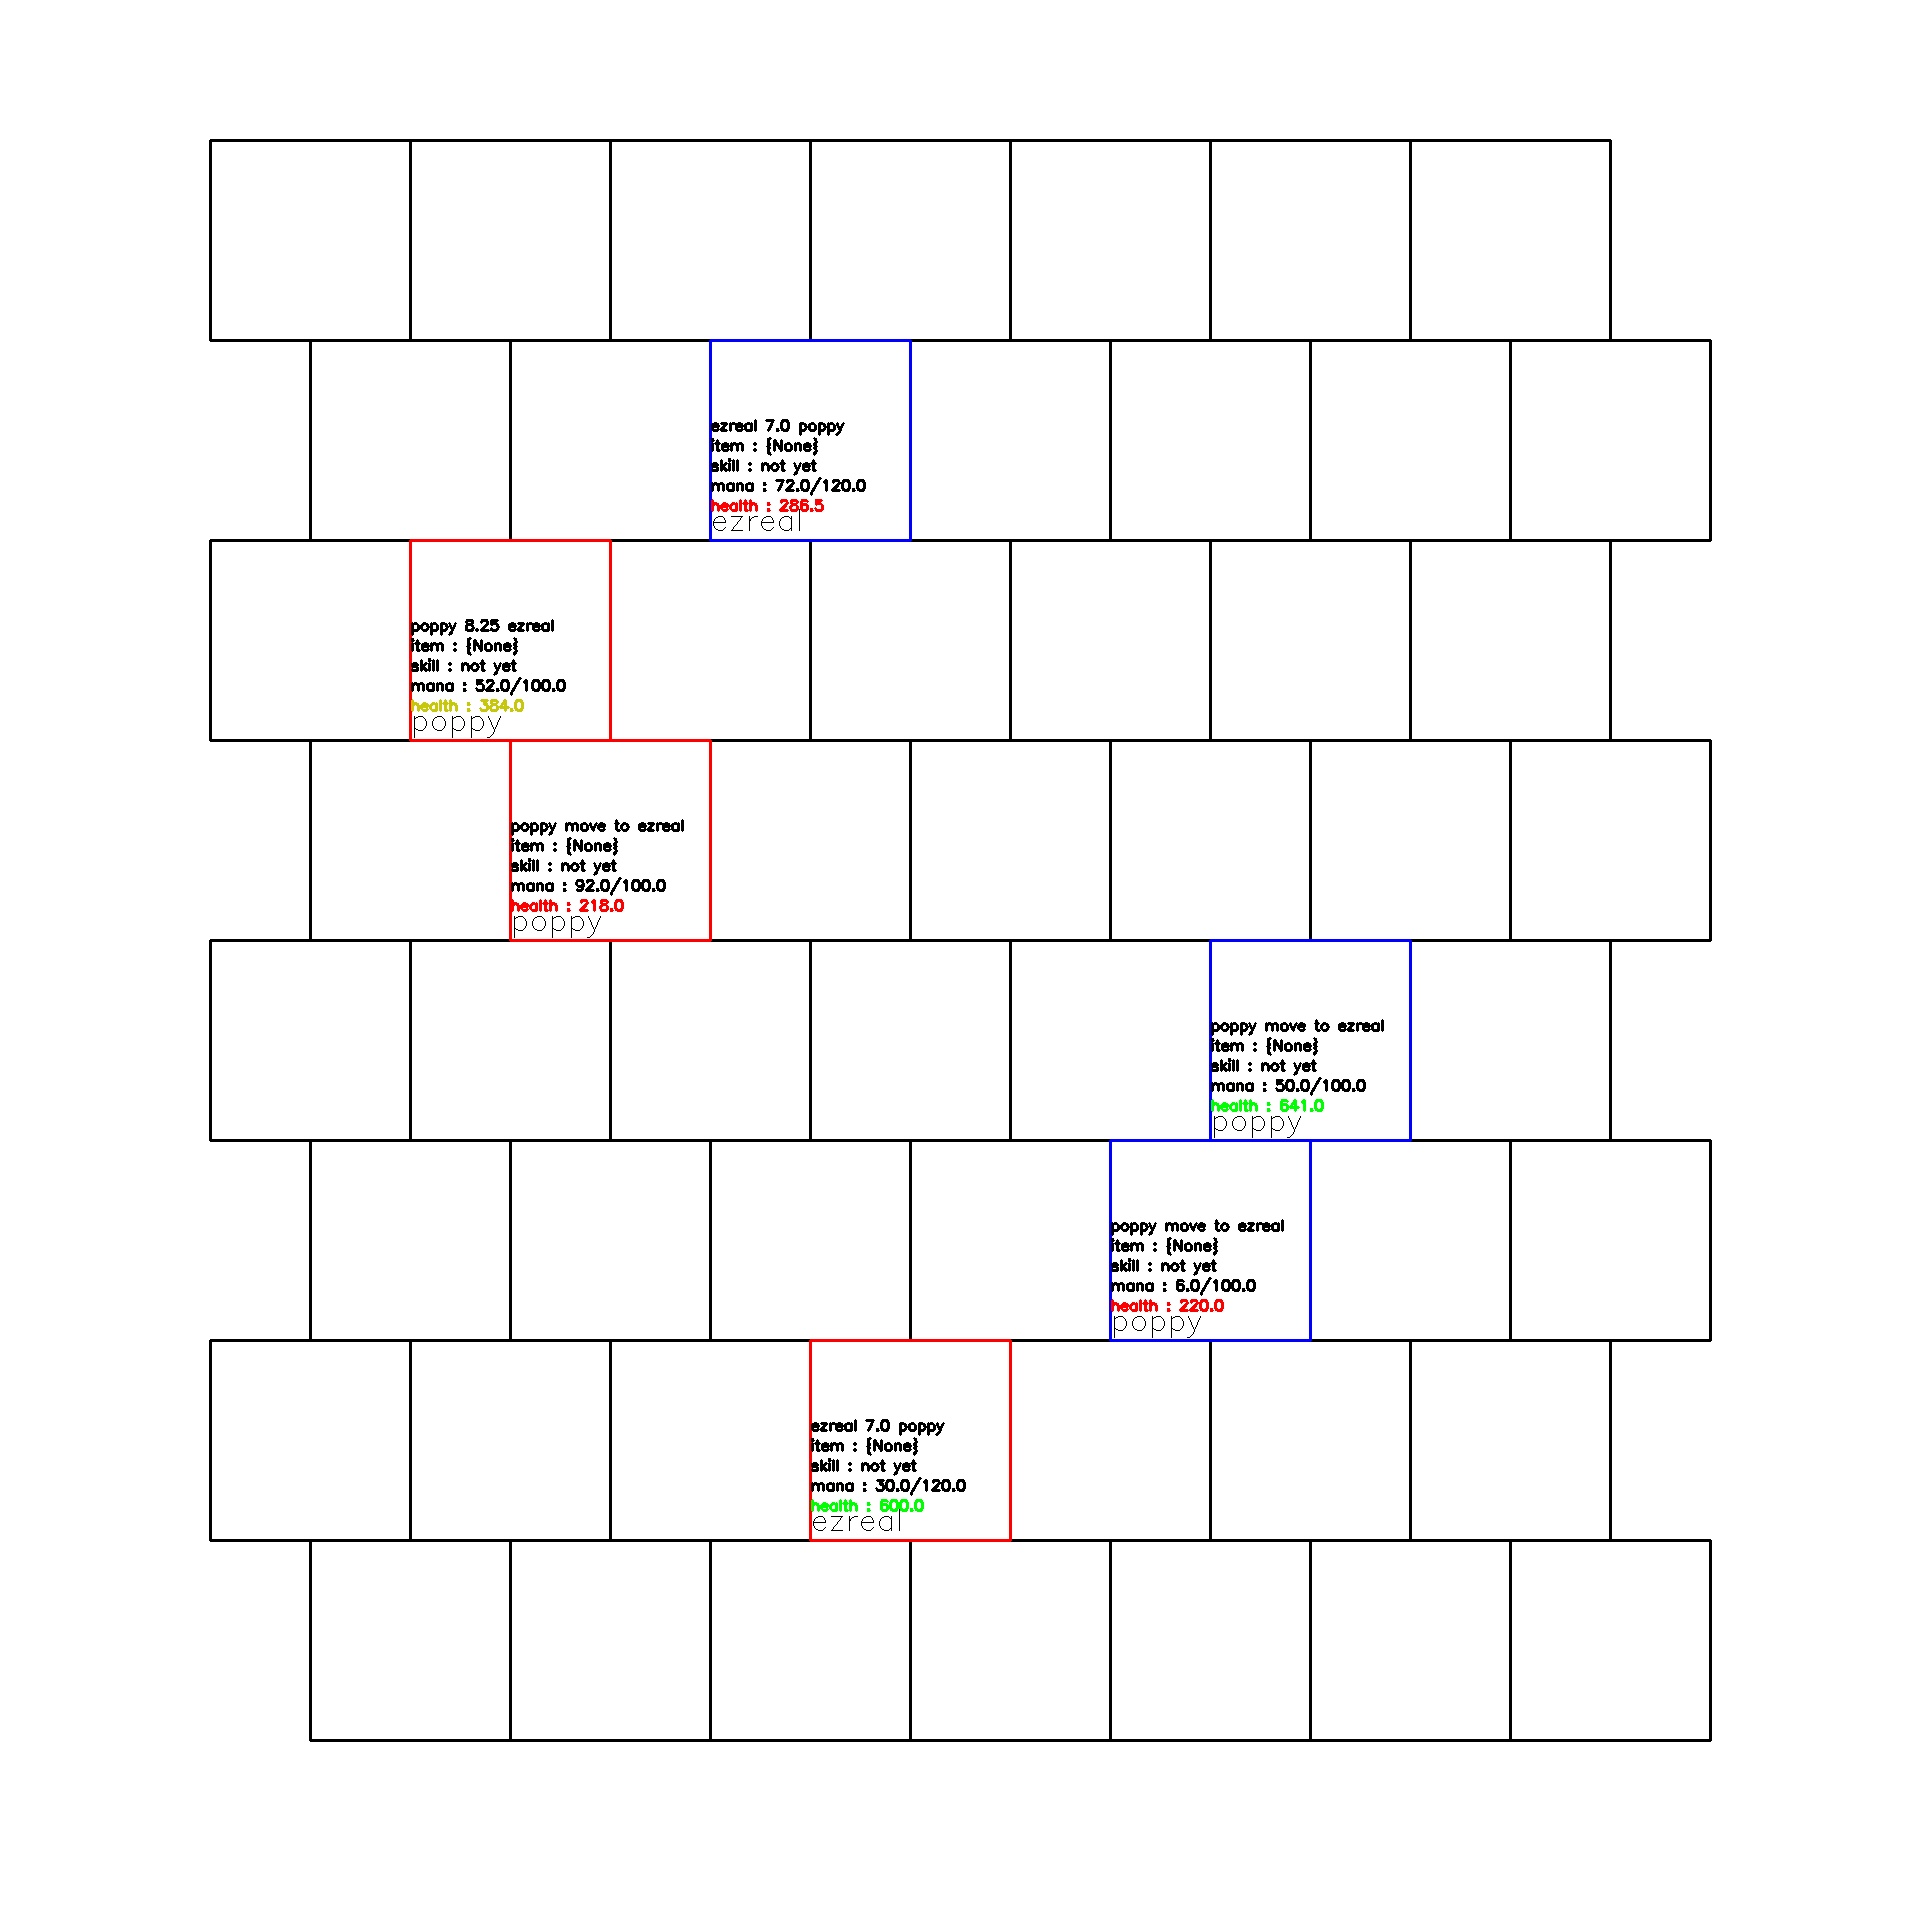 ezreal 7.0 poppy
item : {None}
skill : not yet
mana : 72.0/120.0
health : 286.5
ezreal
poppy 8.25 ezreal
item : {None}
skill : not yet
mana : 52.0/100.0
health : 384.0
poppy
poppy move to ezreal
item : {None}
skill : not yet
mana : 92.0/100.0
health : 218.0
poppy
poppy move to ezreal
item : {None}
skill : not yet
mana : 50.0/100.0
health : 641.0
poppy
poppy move to ezreal
item : {None}
skill : not yet
mana : 6.0/100.0
health : 220.0
poppy
ezreal 7.0 poppy
item : {None}
skill : not yet
mana : 30.0/120.0
health : 600.0
ezreal